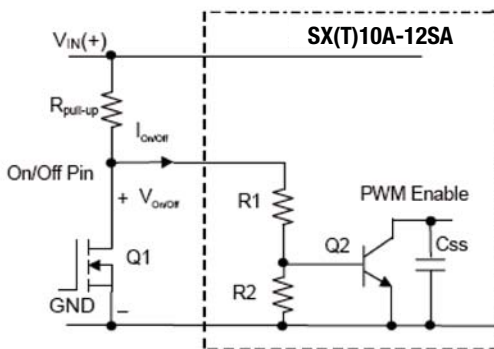 SX(T)10A-12SA
VIN(+)
Rpull-up
IOn/Off
On/Off Pin
+
VOn/Off
R1
PWM Enable
Q1
Q2
Css
R2
GND
–